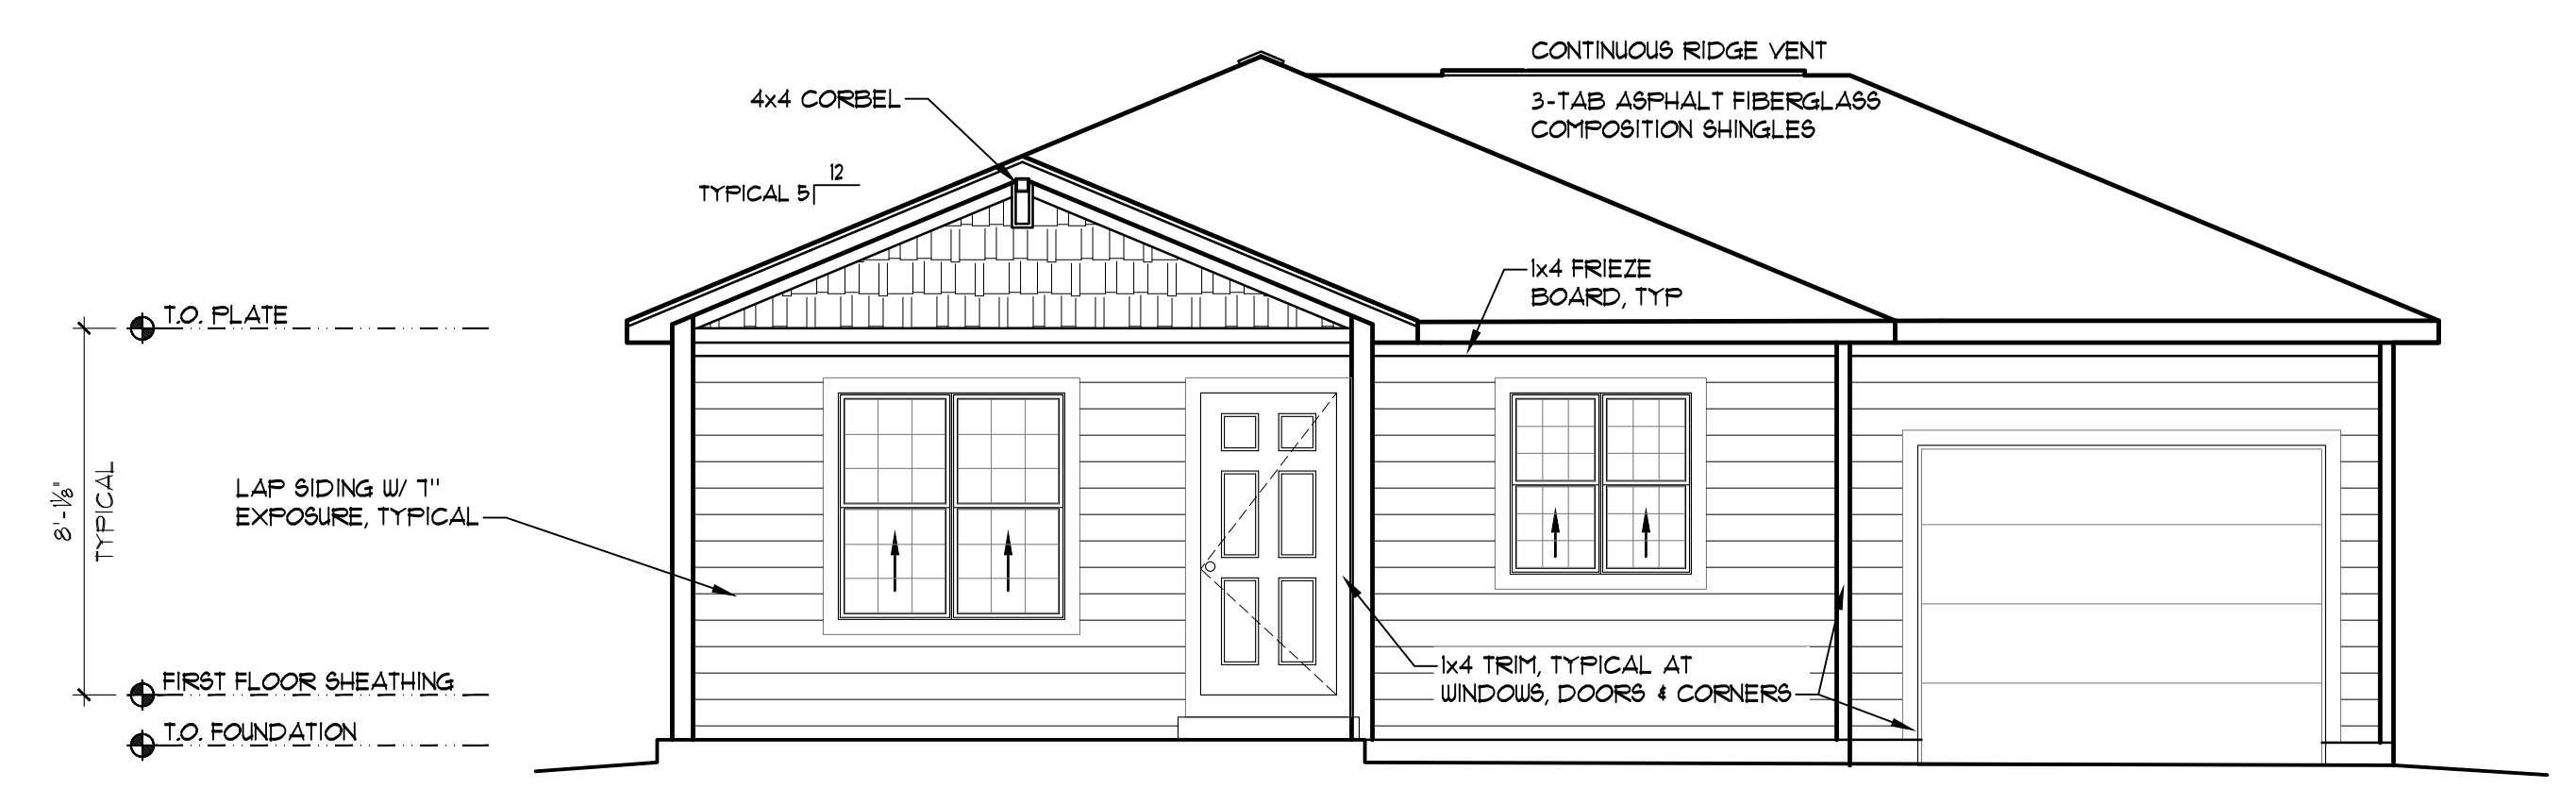 CONTINUOUS RIDGE VENT
4x4 CORBEL
3-TAB ASPHALT FIBERGLASS
COMPOSITION SHINGLES
12
TYPICAL 5
1x4 FRIEZE
BOARD, TYP
T.O. PLATE
LAP SIDING W/ 7"
EXPOSURE, TYPICAL
8'-1⅛"
TYPICAL
1x4 TRIM, TYPICAL AT
WINDOWS, DOORS & CORNERS
FIRST FLOOR SHEATHING
T.O. FOUNDATION